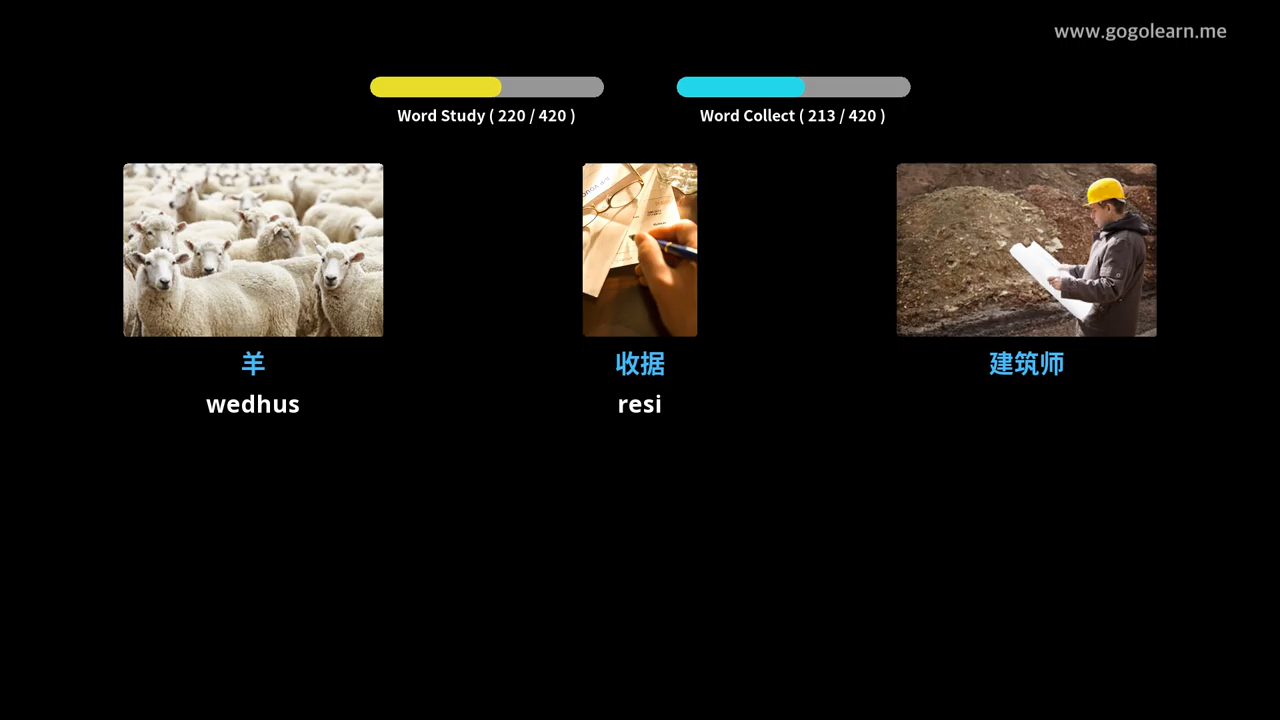 www.gogolearn.me
Word Study ( 220 / 420 )
Word Collect ( 213 / 420 )
羊
收据
建筑师
wedhus
resi